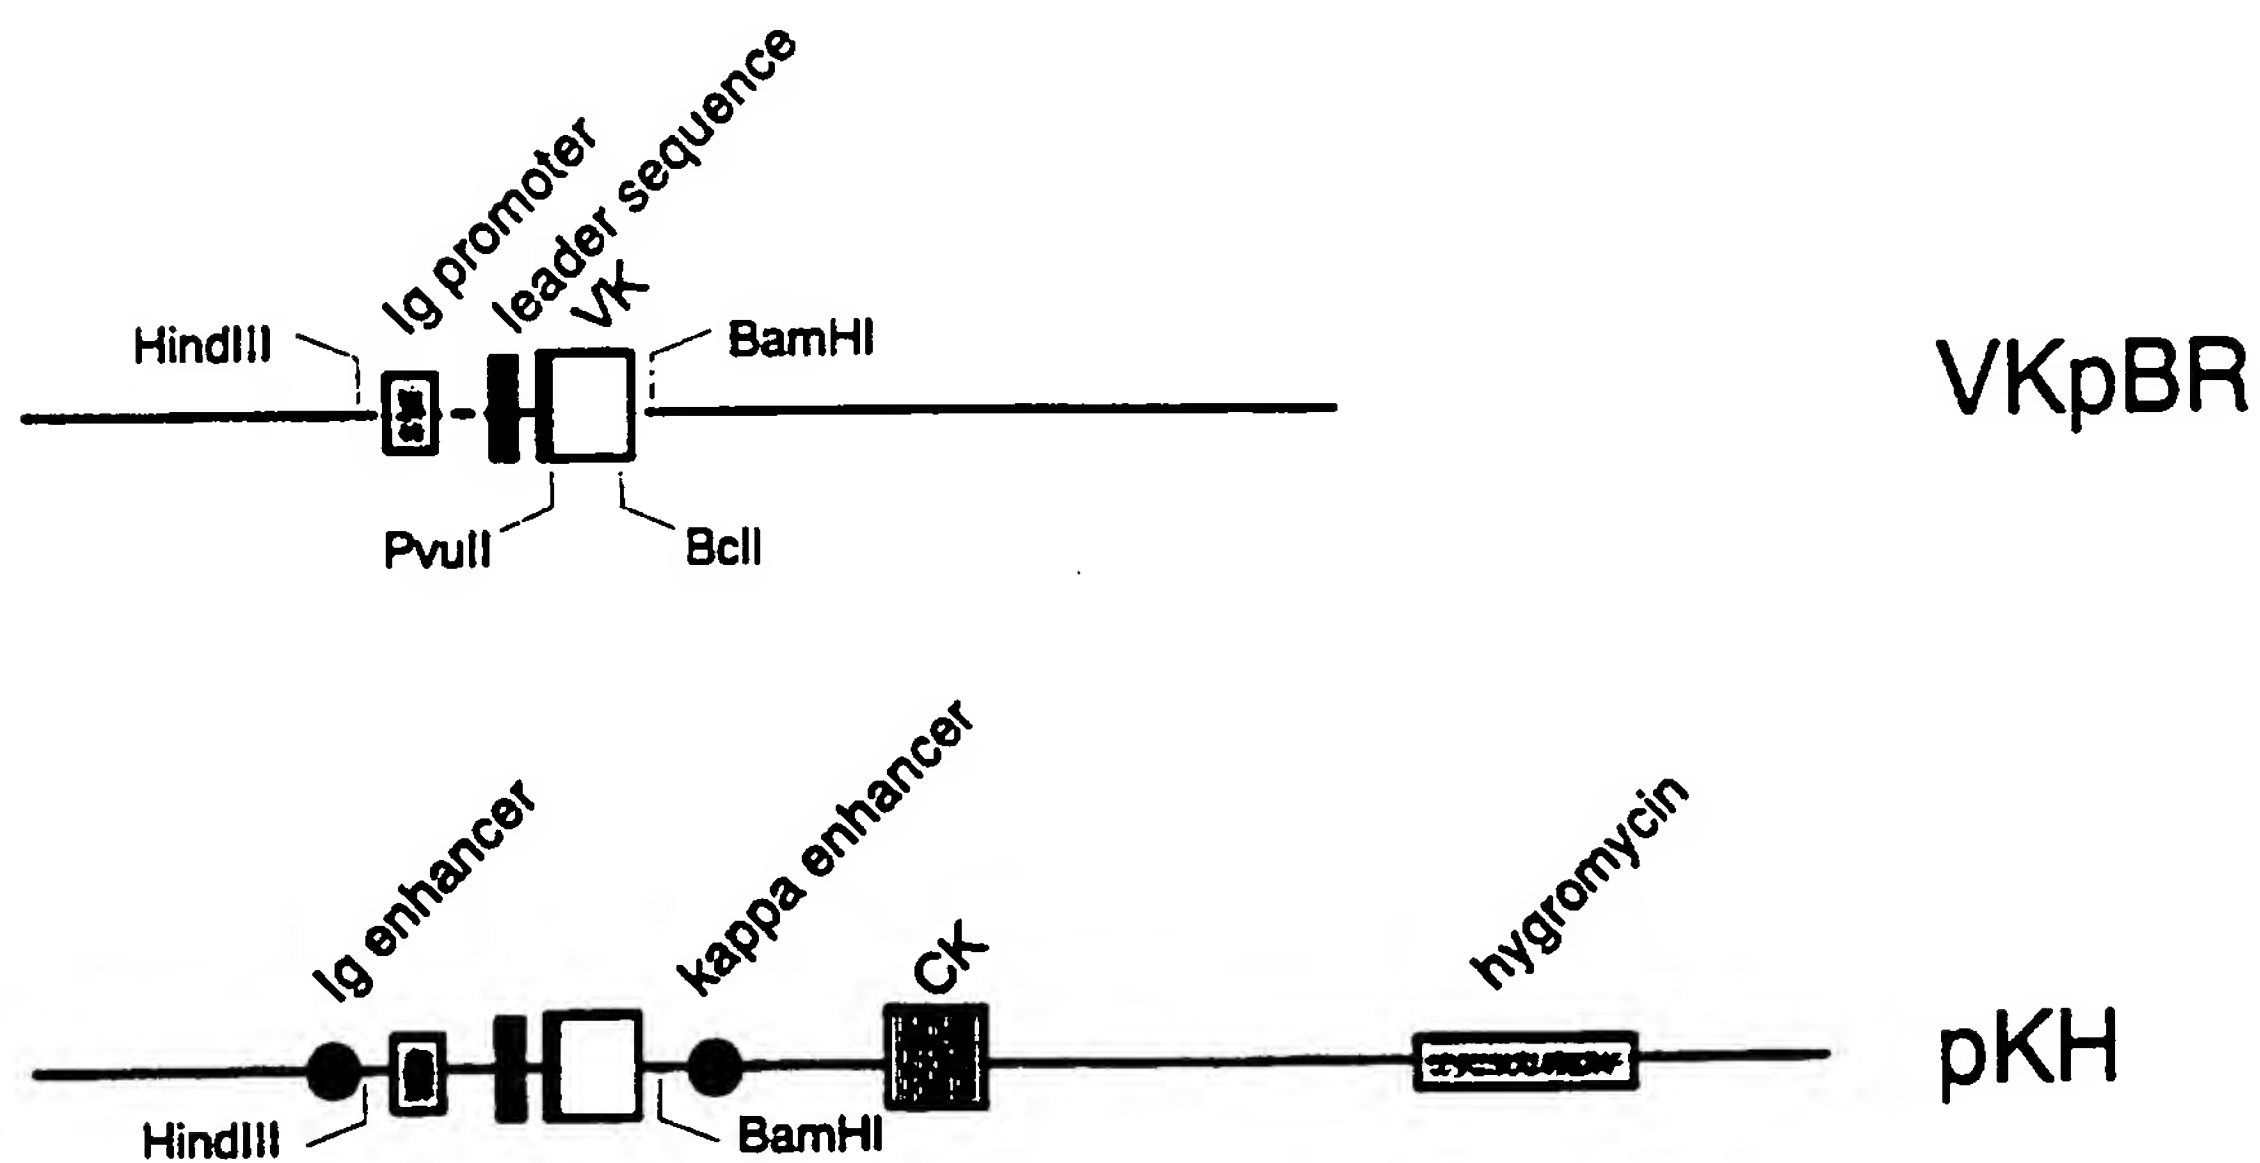 Ig promoter
leader sequence
VK
HindIII
BamHI
VKpBR
PvuII
BclI
Ig enhancer
kappa enhancer
CK
hygromycin
pKH
HindIII
BamHI